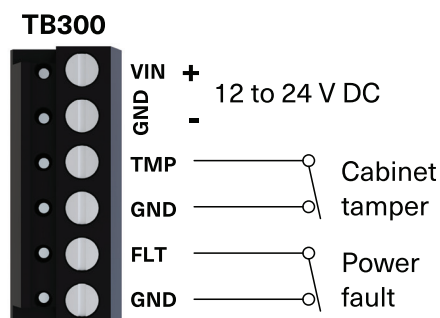 TB300
VIN + 12 to 24 V DC
GND -
TMP
Cabinet
GND
tamper
FLT
Power
GND
fault